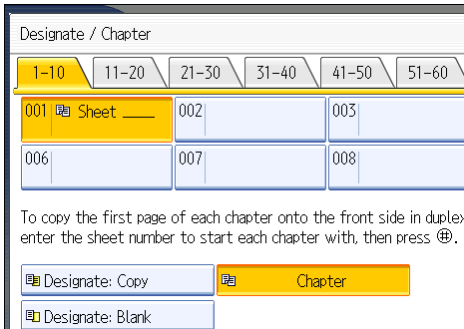 Designate / Chapter
1–10 11–20 21–30 31–40 41–50 51–60
001 Sheet ____ 002 003
006 007 008
To copy the first page of each chapter onto the front side in duplex
enter the sheet number to start each chapter with, then press ⌗.
Designate: Copy Chapter
Designate: Blank